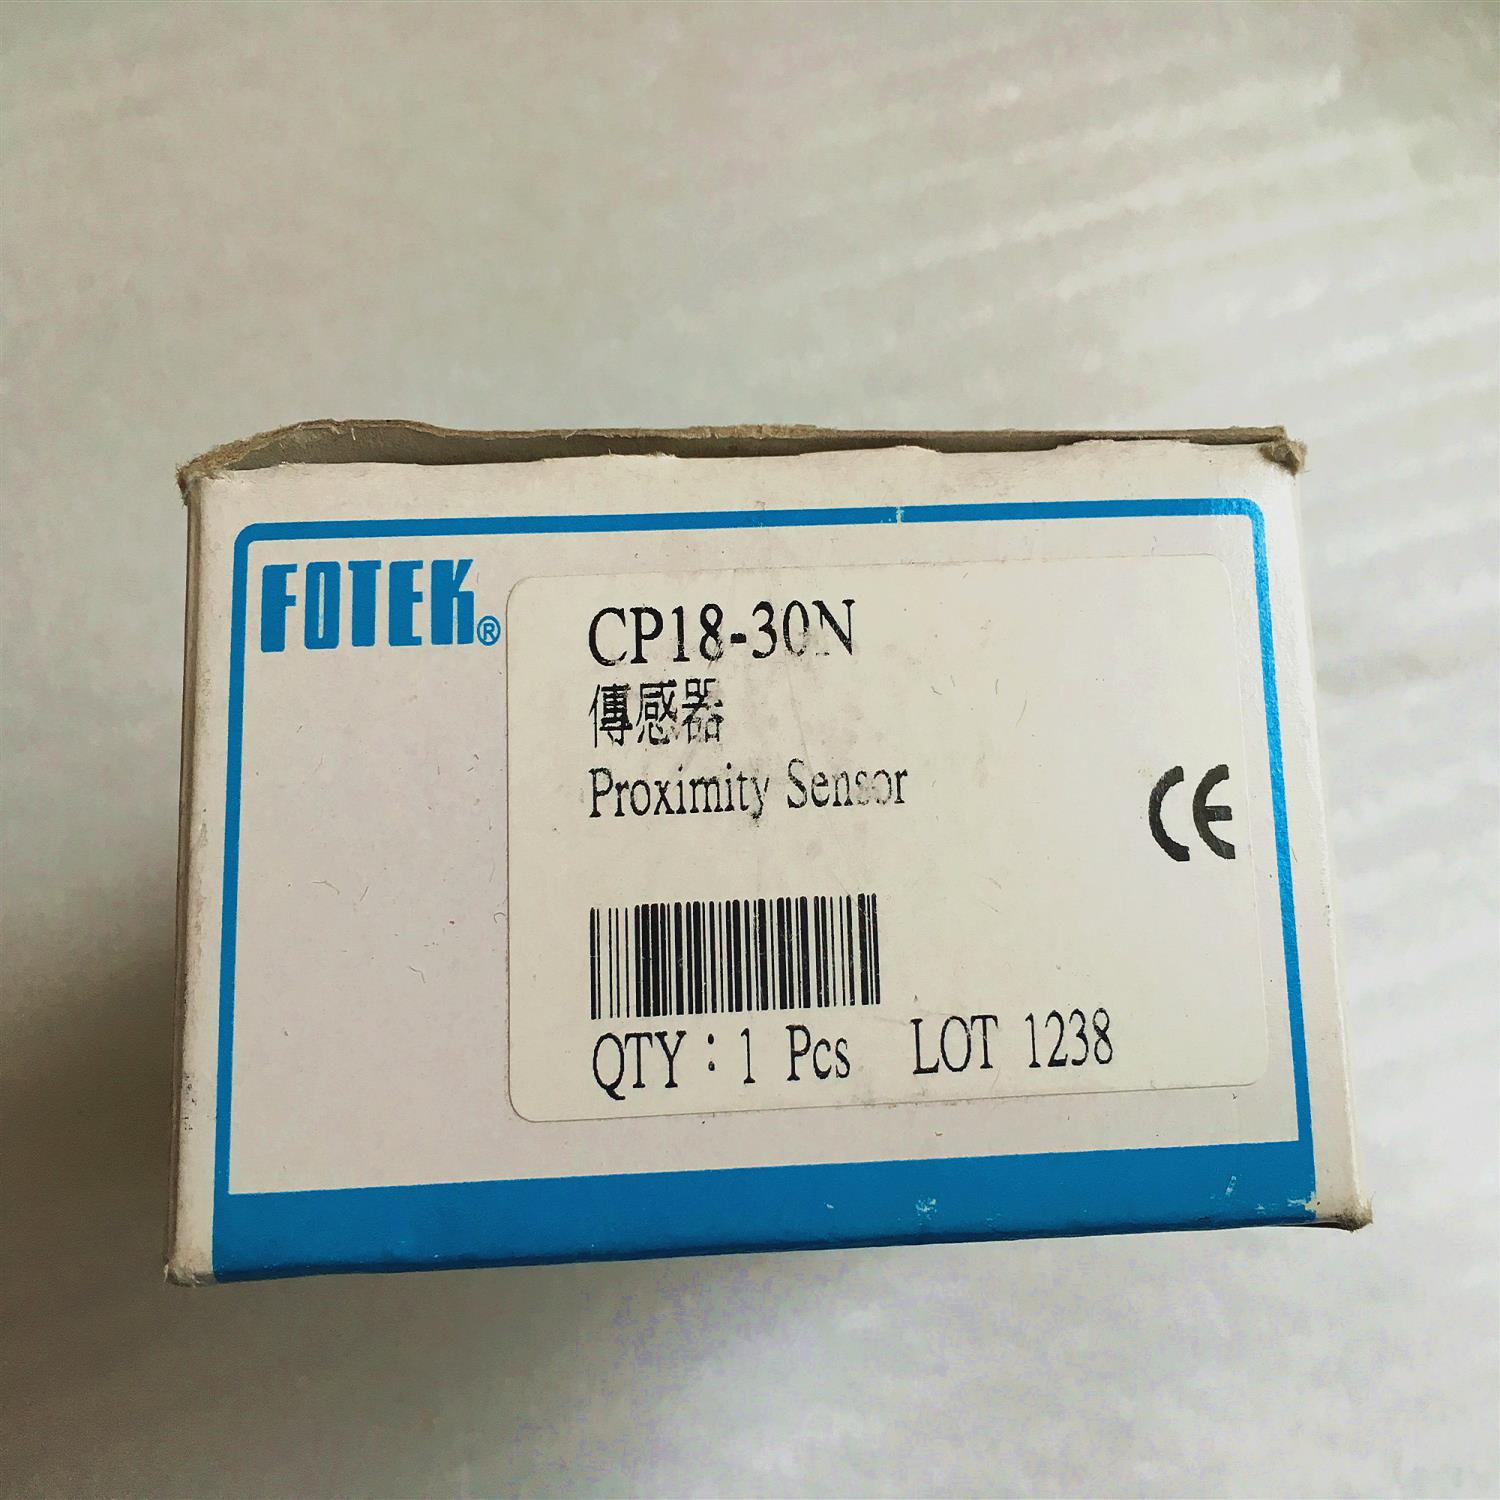 FOTEK®
CP18-30N
傳感器
Proximity Sensor
CE
QTY : 1 Pcs LOT 1238